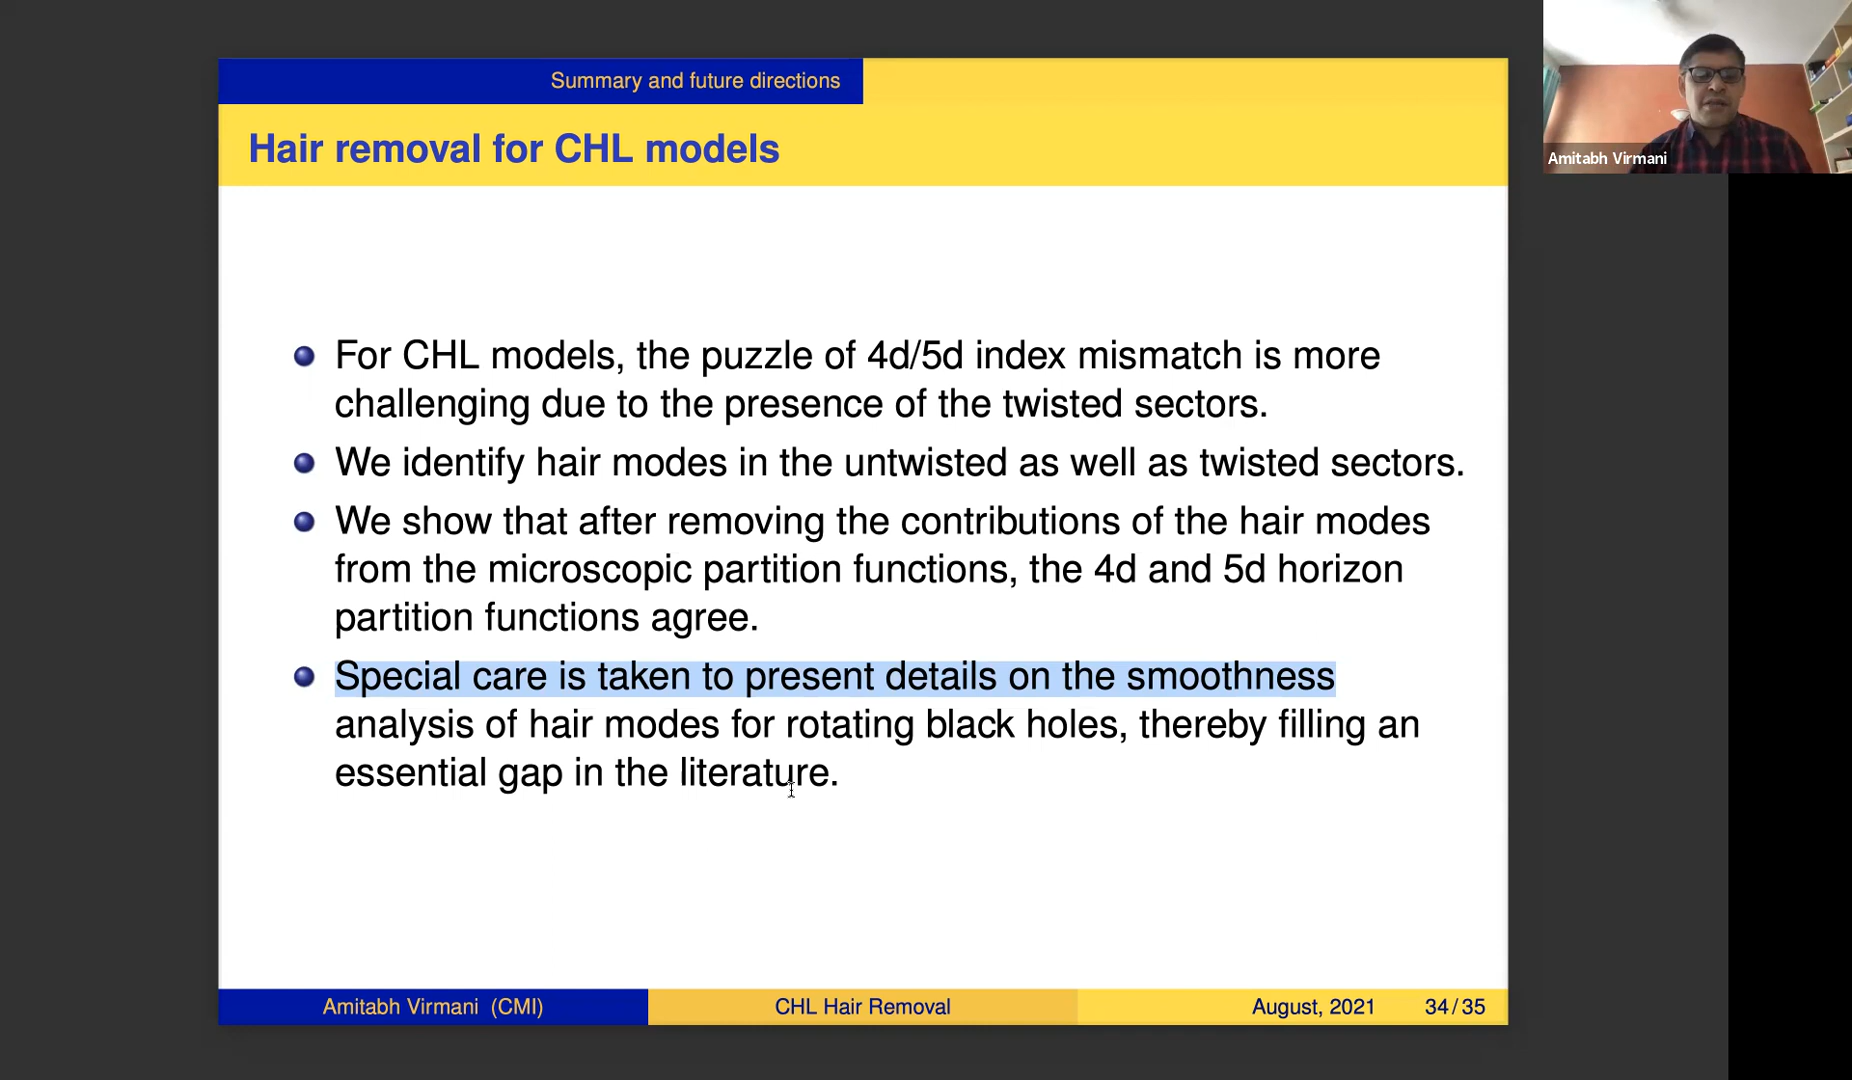 Summary and future directions
Hair removal for CHL models
For CHL models, the puzzle of 4d/5d index mismatch is more
challenging due to the presence of the twisted sectors.
We identify hair modes in the untwisted as well as twisted sectors.
We show that after removing the contributions of the hair modes
from the microscopic partition functions, the 4d and 5d horizon
partition functions agree.
Special care is taken to present details on the smoothness
analysis of hair modes for rotating black holes, thereby filling an
essential gap in the literature.
Amitabh Virmani (CMI)
CHL Hair Removal
August, 2021
34/35
Amitabh Virmani